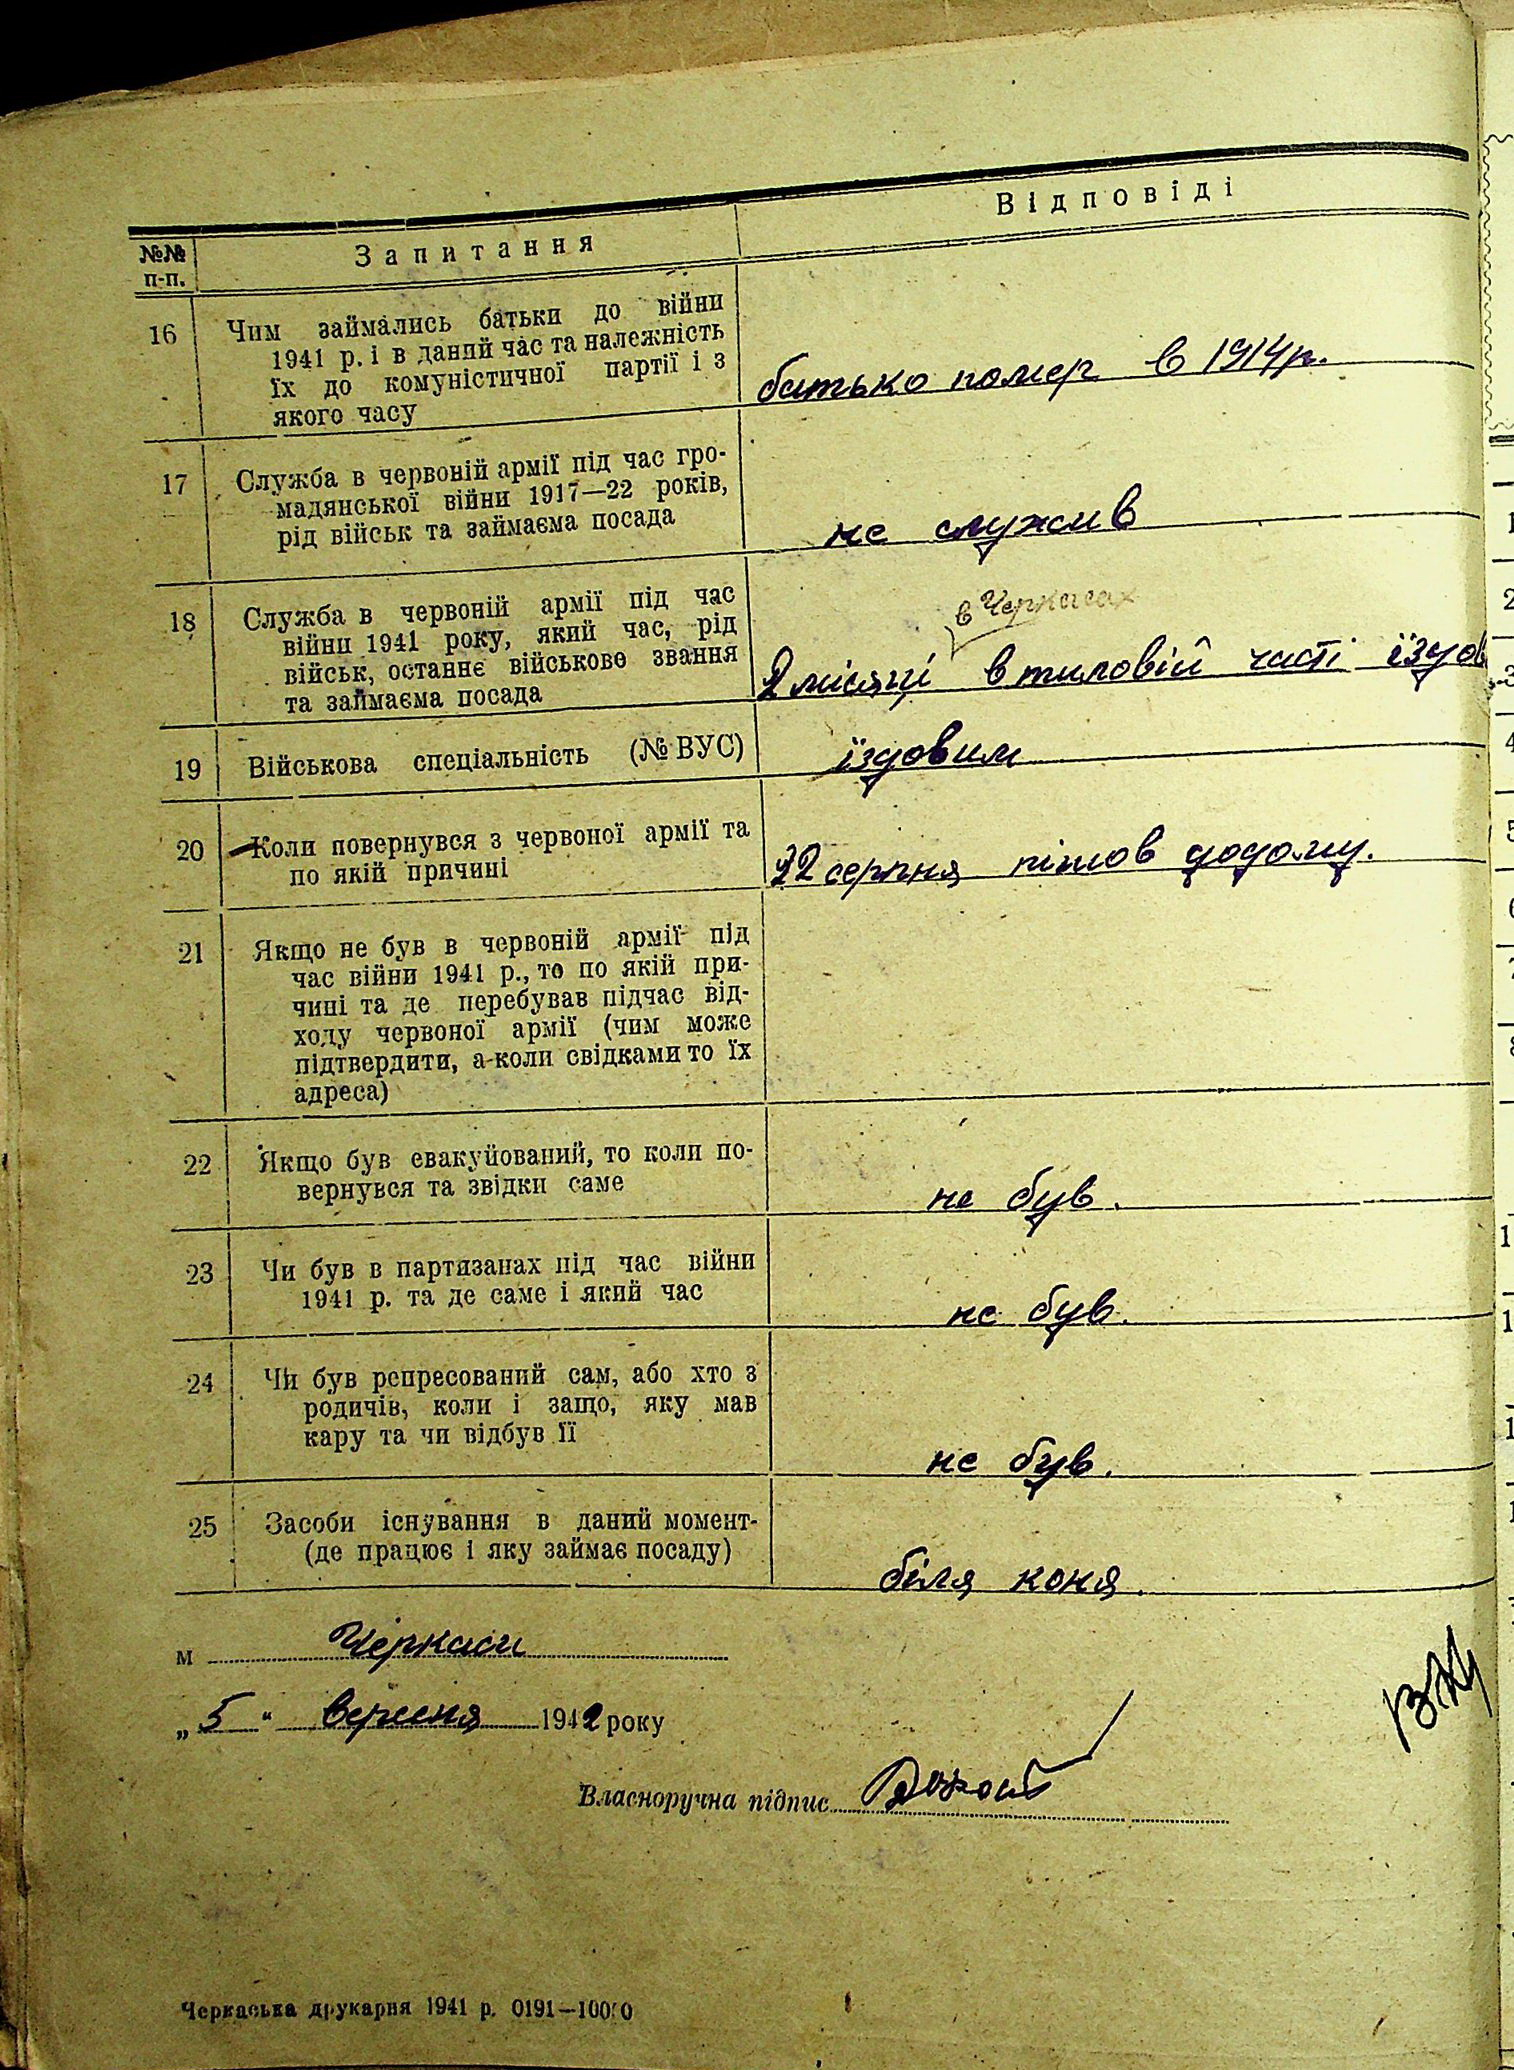 Відповіді
№№ п-п.
Запитання
16
Чим займались батьки до війни
1941 р. і в даний час та належність
їх до комуністичної партії і з
якого часу
батько помер в 1914 р.
17
Служба в червоній армії під час гро-
мадянської війни 1917—22 років,
рід військ та займаєма посада
не служив
18
Служба в червоній армії під час
війни 1941 року, який час, рід
військ, останнє військове звання
та займаєма посада
в Черкасах
2 місяці в тиловій часті їздов
19
Військова спеціальність (№ ВУС)
їздовим
20
Коли повернувся з червоної армії та
по якій причині
22 серпня пішов додому.
21
Якщо не був в червоній армії під
час війни 1941 р., то по якій при-
чині та де перебував підчас від-
ходу червоної армії (чим може
підтвердити, а коли свідками то їх
адреса)
22
Якщо був евакуйований, то коли по-
вернувся та звідки саме
не був.
23
Чи був в партизанах під час війни
1941 р. та де саме і який час
не був.
24
Чи був репресований сам, або хто з
родичів, коли і защо, яку мав
кару та чи відбув її
не був.
25
Засоби існування в даний момент-
(де працює і яку займає посаду)
біля коня.
м Черкаси
„5“ вересня 1942 року
Власноручна підпис
Черкаська друкарня 1941 р. 0191—10000